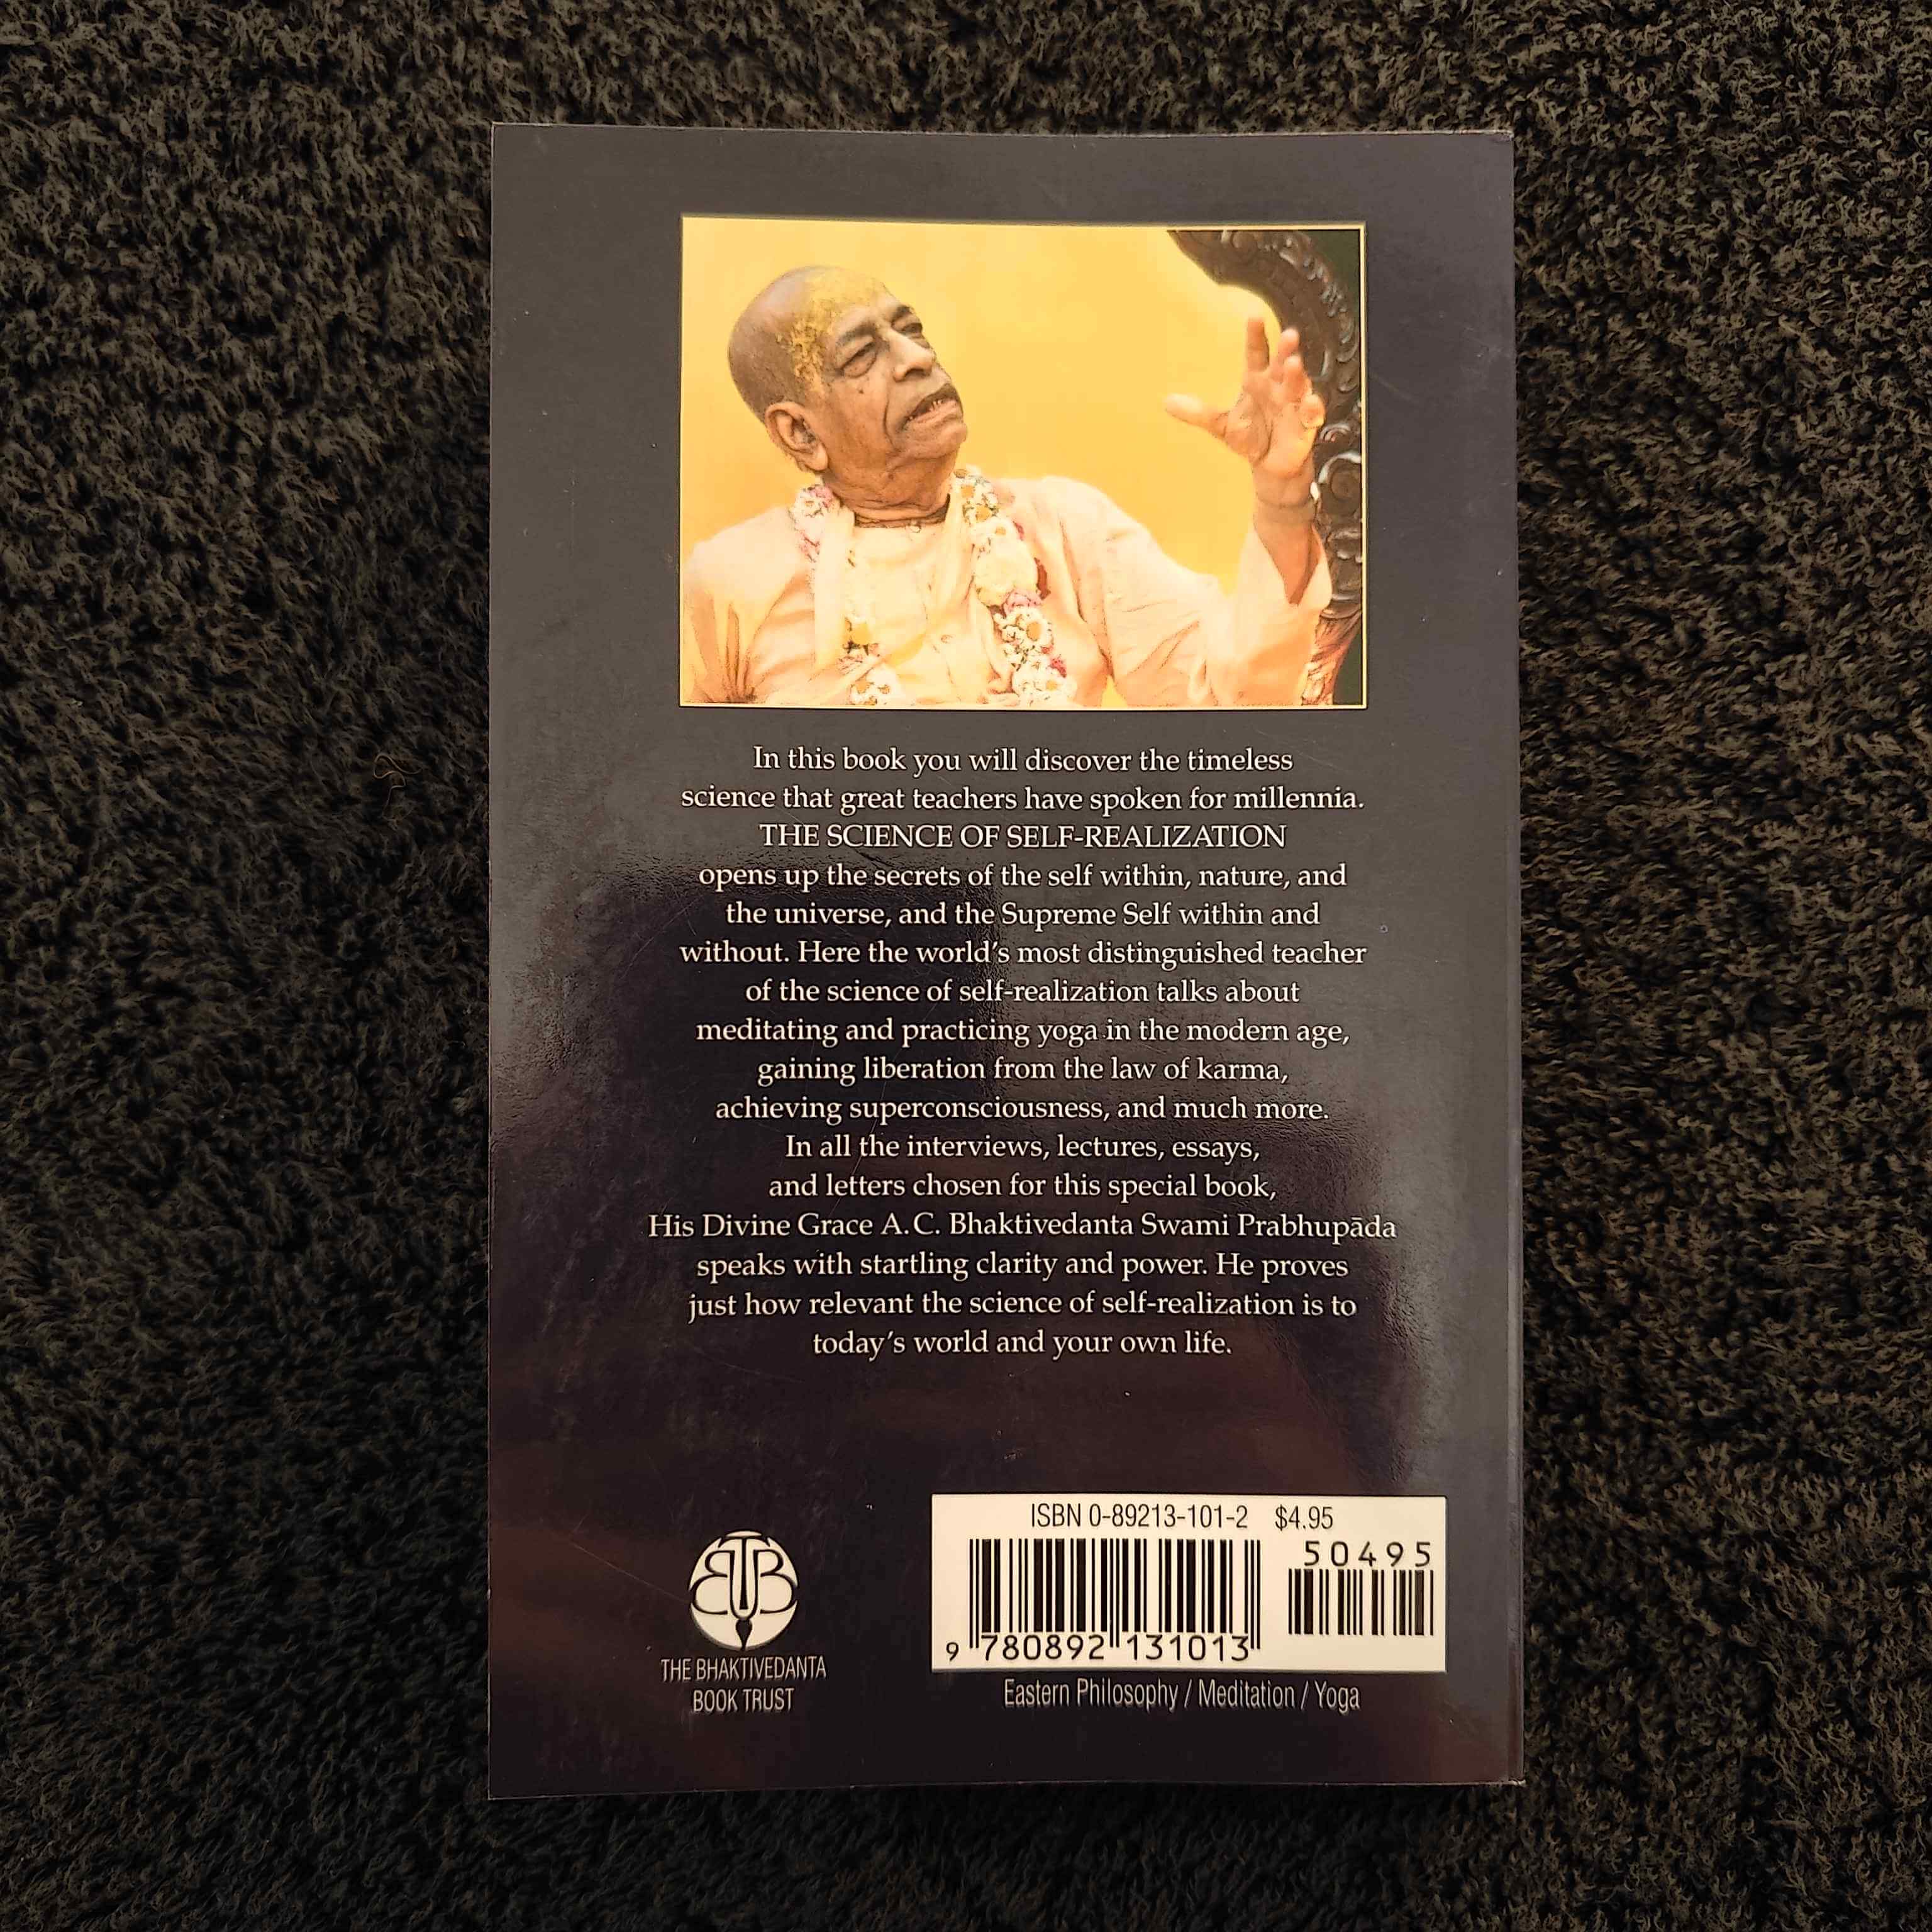 In this book you will discover the timeless
science that great teachers have spoken for millennia.
THE SCIENCE OF SELF-REALIZATION
opens up the secrets of the self within, nature, and
the universe, and the Supreme Self within and
without. Here the world's most distinguished teacher
of the science of self-realization talks about
meditating and practicing yoga in the modern age,
gaining liberation from the law of karma,
achieving superconsciousness, and much more.
In all the interviews, lectures, essays,
and letters chosen for this special book,
His Divine Grace A. C. Bhaktivedanta Swami Prabhupāda
speaks with startling clarity and power. He proves
just how relevant the science of self-realization is to
today's world and your own life.
BTB
THE BHAKTIVEDANTA
BOOK TRUST
ISBN 0-89213-101-2 $4.95
50495
9 780892 131013
Eastern Philosophy / Meditation / Yoga